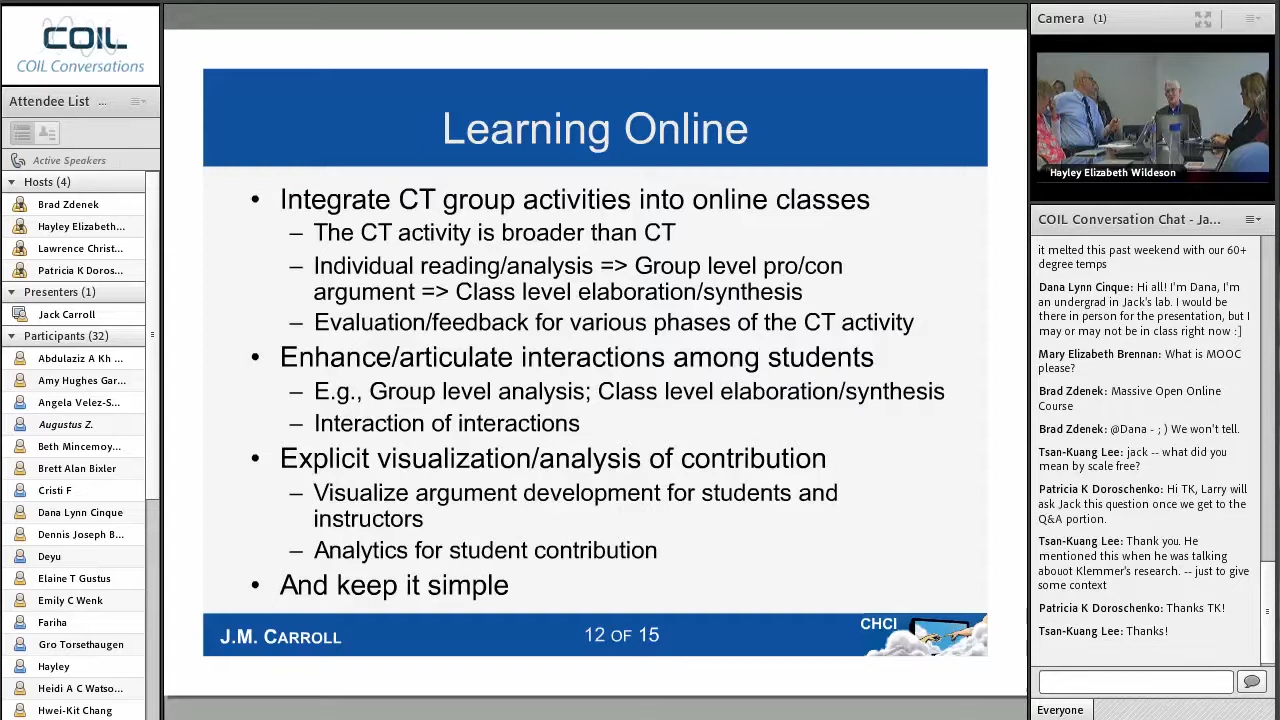 COIL
COIL Conversations
Attendee List ...
Active Speakers
Hosts (4)
Brad Zdenek
Hayley Elizabeth...
Lawrence Christ...
Patricia K Doros...
Presenters (1)
Jack Carroll
Participants (32)
Abdulaziz A Kh ...
Amy Hughes Gar...
Angela Velez-S...
Augustus Z.
Beth Mincemoy...
Brett Alan Bixler
Cristi F
Dana Lynn Cinque
Dennis Joseph B...
Deyu
Elaine T Gustus
Emily C Wenk
Fariha
Gro Torsethaugen
Hayley
Heidi A C Watso...
Hwei-Kit Chang
Learning Online
• Integrate CT group activities into online classes
– The CT activity is broader than CT
– Individual reading/analysis => Group level pro/con
argument => Class level elaboration/synthesis
– Evaluation/feedback for various phases of the CT activity
• Enhance/articulate interactions among students
– E.g., Group level analysis; Class level elaboration/synthesis
– Interaction of interactions
• Explicit visualization/analysis of contribution
– Visualize argument development for students and
instructors
– Analytics for student contribution
• And keep it simple
J.M. CARROLL
12 OF 15
CHCI
Camera (1)
Hayley Elizabeth Wildeson
COIL Conversation Chat - Ja...
it melted this past weekend with our 60+
degree temps
Dana Lynn Cinque: Hi all! I'm Dana, I'm
an undergrad in Jack's lab. I would be
there in person for the presentation, but I
may or may not be in class right now :]
Mary Elizabeth Brennan: What is MOOC
please?
Brad Zdenek: Massive Open Online
Course
Brad Zdenek: @Dana - ; ) We won't tell.
Tsan-Kuang Lee: jack -- what did you
mean by scale free?
Patricia K Doroschenko: Hi TK, Larry will
ask Jack this question once we get to the
Q&A portion.
Tsan-Kuang Lee: Thank you. He
mentioned this when he was talking
abouot Klemmer's research. -- just to give
some context
Patricia K Doroschenko: Thanks TK!
Tsan-Kuang Lee: Thanks!
Everyone